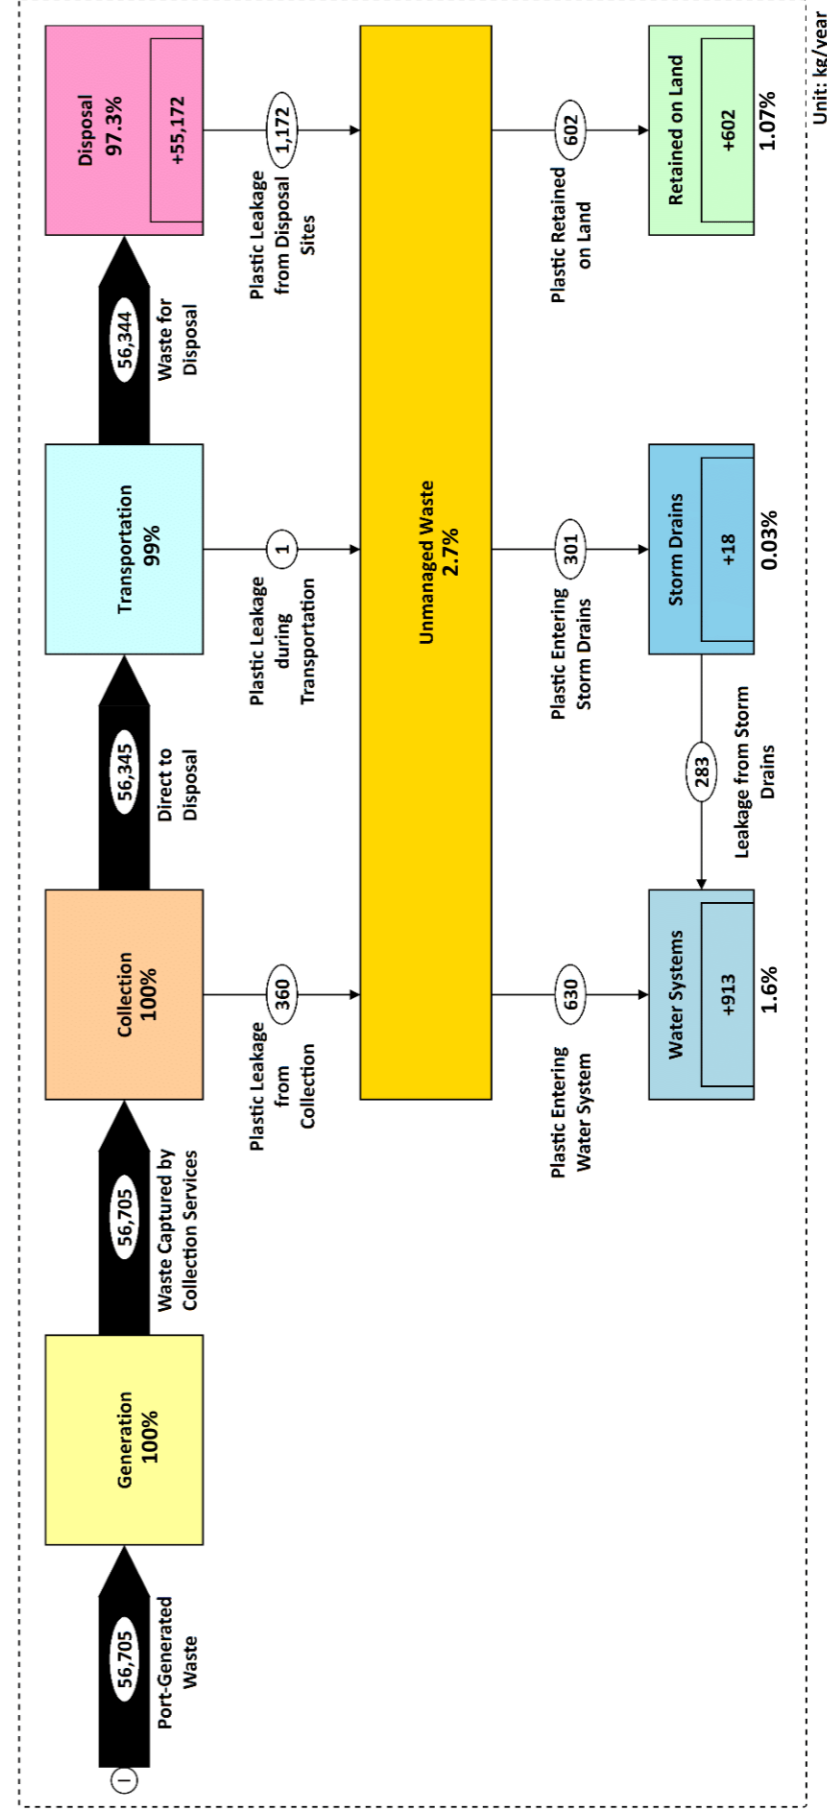 I
56,705
Port-Generated
Waste
Generation
100%
56,705
Waste Captured by
Collection Services
Collection
100%
56,345
Direct to
Disposal
Transportation
99%
56,344
Waste for
Disposal
Disposal
97.3%
+55,172
Plastic Leakage
from
Collection
360
Plastic Leakage
during
Transportation
1
Plastic Leakage
from Disposal
Sites
1,172
Unmanaged Waste
2.7%
Plastic Entering
Water System
630
Plastic Entering
Storm Drains
301
Plastic Retained
on Land
602
Water Systems
+913
1.6%
283
Leakage from Storm
Drains
Storm Drains
+18
0.03%
Retained on Land
+602
1.07%
Unit: kg/year